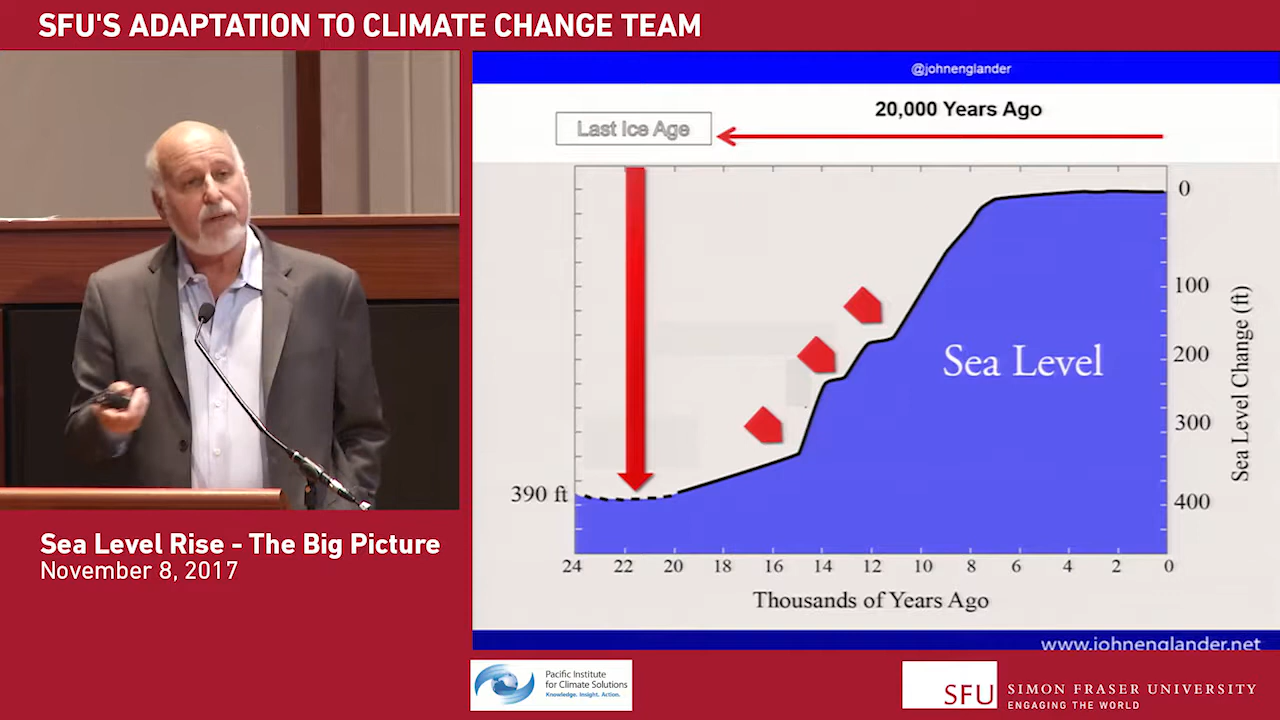 SFU'S ADAPTATION TO CLIMATE CHANGE TEAM
@johnenglander
20,000 Years Ago
Last Ice Age
0
100
Sea Level
200
300
390 ft
400
Sea Level Change (ft)
24 22 20 18 16 14 12 10 8 6 4 2 0
Thousands of Years Ago
www.johnenglander.net
Sea Level Rise - The Big Picture
November 8, 2017
Pacific Institute
for Climate Solutions
Knowledge. Insight. Action.
SFU SIMON FRASER UNIVERSITY
ENGAGING THE WORLD